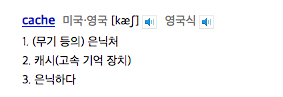 cache 미국·영국 [kæʃ] 영국식
1. (무기 등의) 은닉처
2. 캐시(고속 기억 장치)
3. 은닉하다